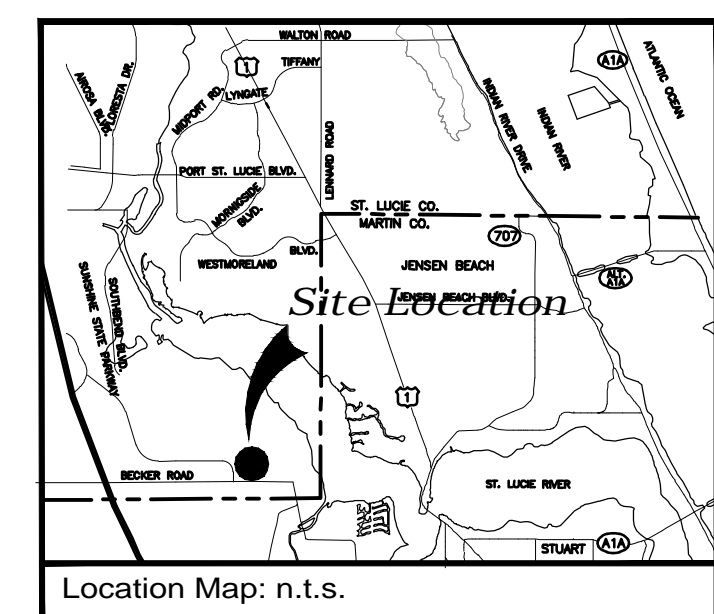 WALTON ROAD
A1A
ATLANTIC OCEAN
TIFFANY
1
AIROSA BLVD.
FLORESTA DR.
MIDPORT RD.
LYNGATE
INDIAN RIVER DRIVE
INDIAN RIVER
LENNARD ROAD
PORT ST. LUCIE BLVD.
MORNIGSIDE
BLVD.
ST. LUCIE CO.
MARTIN CO.
707
BLVD.
WESTMORELAND
JENSEN BEACH
ALT.
A1A
SUNSHINE STATE PARKWAY
SOUTHBEND BLVD.
Site Location
JENSEN BEACH BLVD.
1
BECKER ROAD
ST. LUCIE RIVER
STUART
A1A
Location Map: n.t.s.